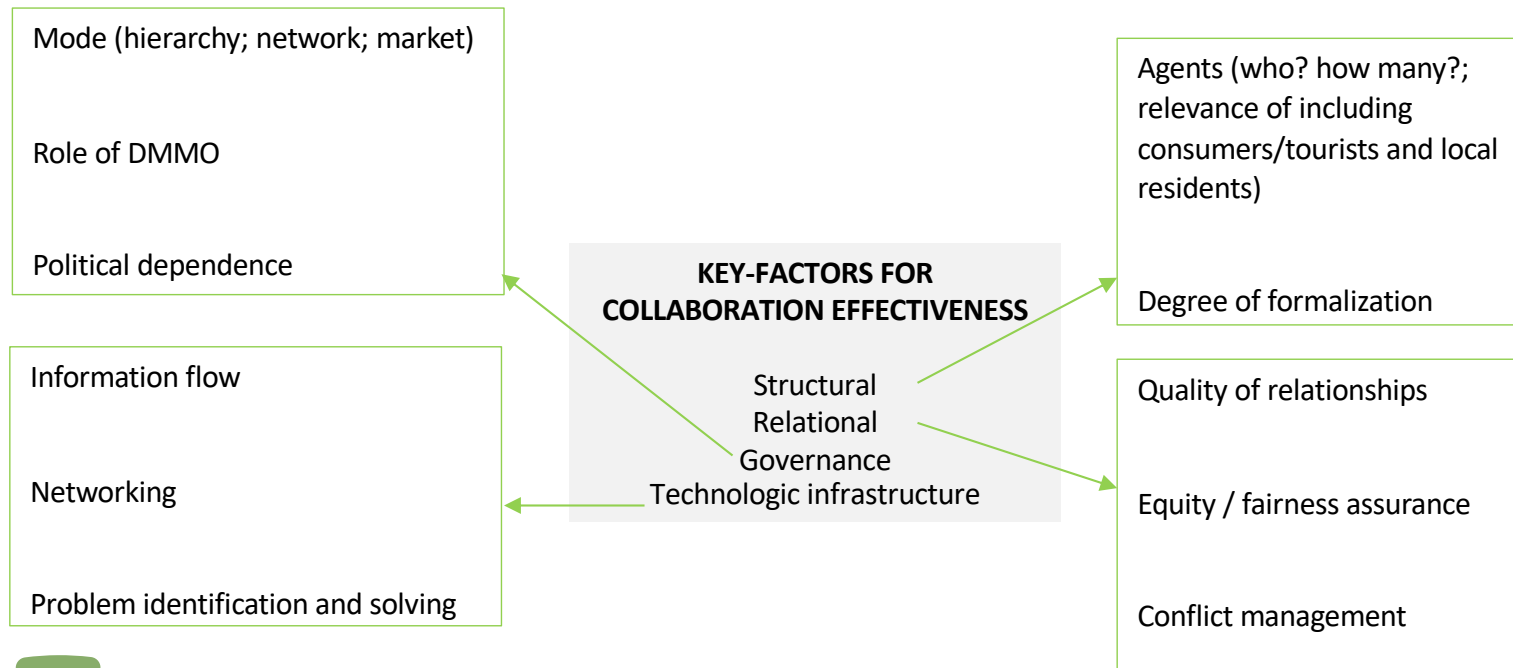 Mode (hierarchy; network; market)
Role of DMMO
Political dependence
Information flow
Networking
Problem identification and solving
KEY-FACTORS FOR
COLLABORATION EFFECTIVENESS
Structural
Relational
Governance
Technologic infrastructure
Agents (who? how many?;
relevance of including
consumers/tourists and local
residents)
Degree of formalization
Quality of relationships
Equity / fairness assurance
Conflict management